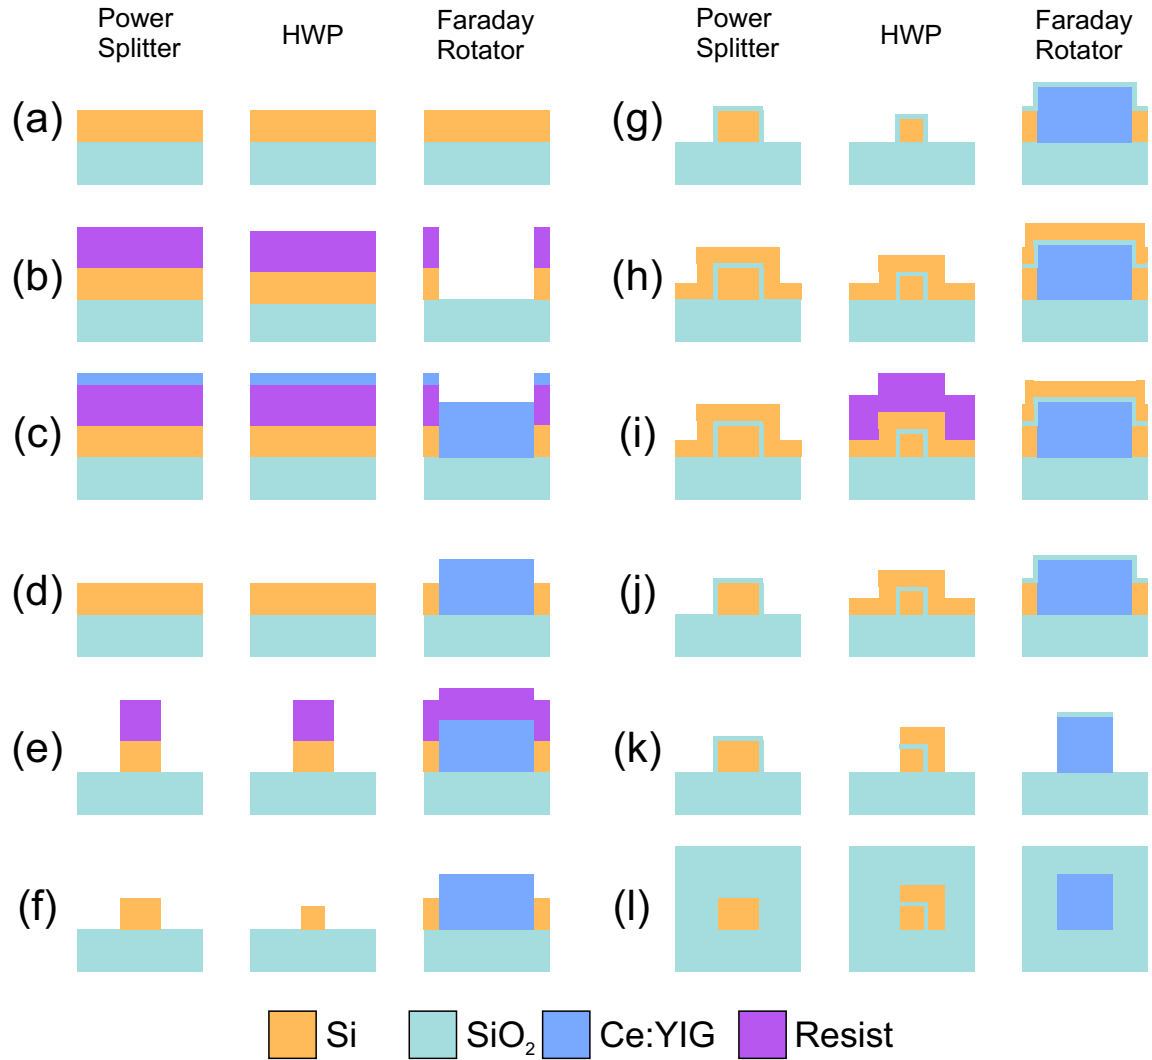 Power
Splitter
HWP
Faraday
Rotator
Power
Splitter
HWP
Faraday
Rotator
(a)
(b)
(c)
(d)
(e)
(f)
(g)
(h)
(i)
(j)
(k)
(l)
Si
SiO₂
Ce:YIG
Resist